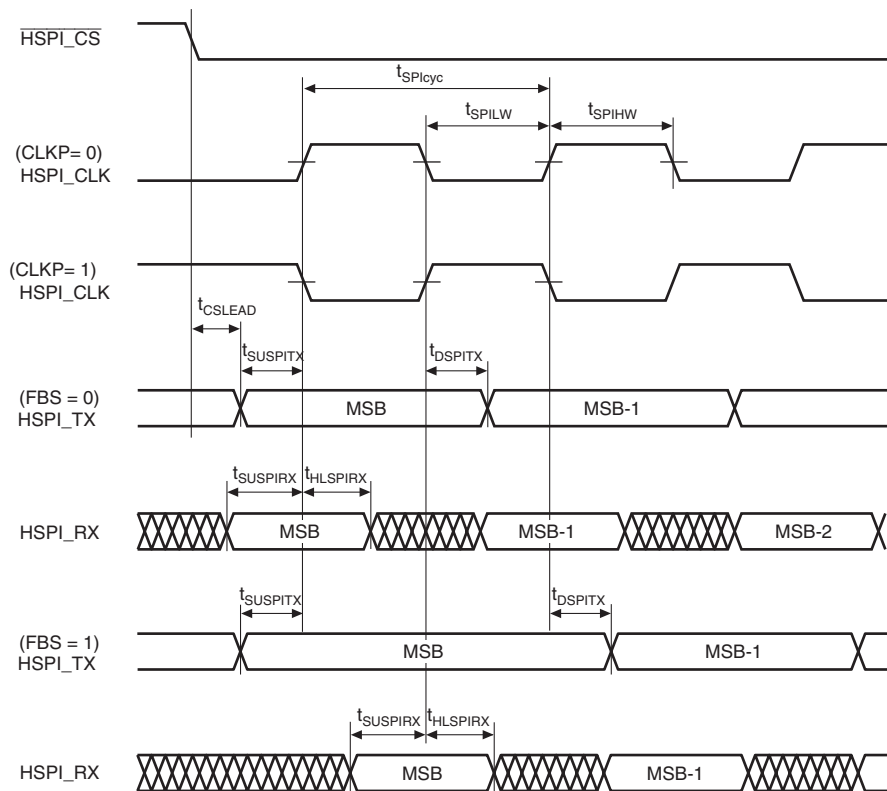 HSPI_CS
tSPIcyc
tSPILW tSPIHW
(CLKP= 0)
HSPI_CLK
(CLKP= 1)
HSPI_CLK
tCSLEAD
tSUSPITX tDSPITX
(FBS = 0)
HSPI_TX
MSB MSB-1
tSUSPIRX tHLSPIRX
HSPI_RX
MSB MSB-1 MSB-2
tSUSPITX tDSPITX
(FBS = 1)
HSPI_TX
MSB MSB-1
tSUSPIRX tHLSPIRX
HSPI_RX
MSB MSB-1